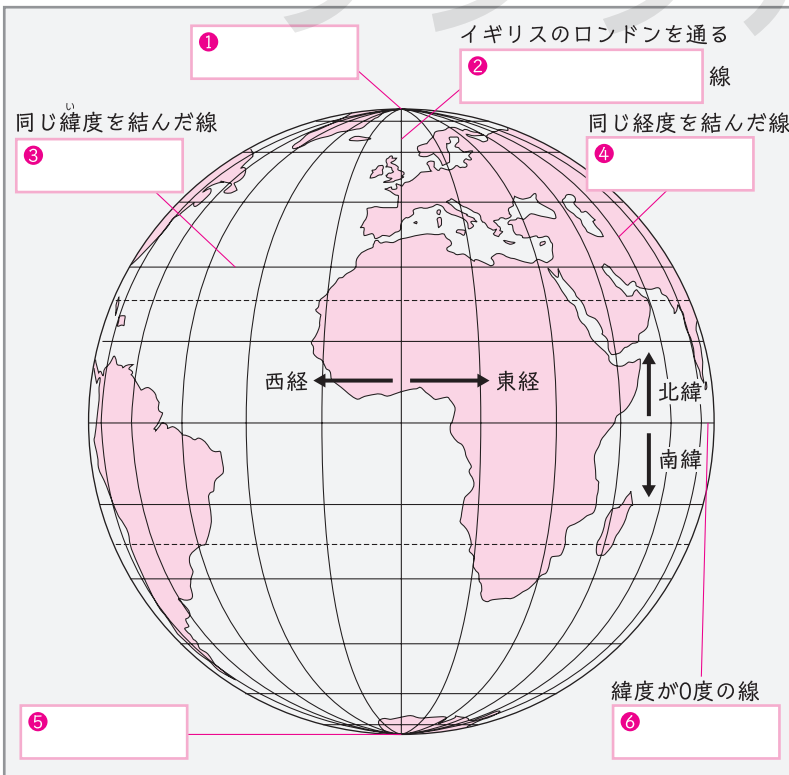 ❶
イギリスのロンドンを通る
❷ 線
い
同じ緯度を結んだ線
❸
同じ経度を結んだ線
❹
西経
東経
北緯
南緯
❺
緯度が0度の線
❻